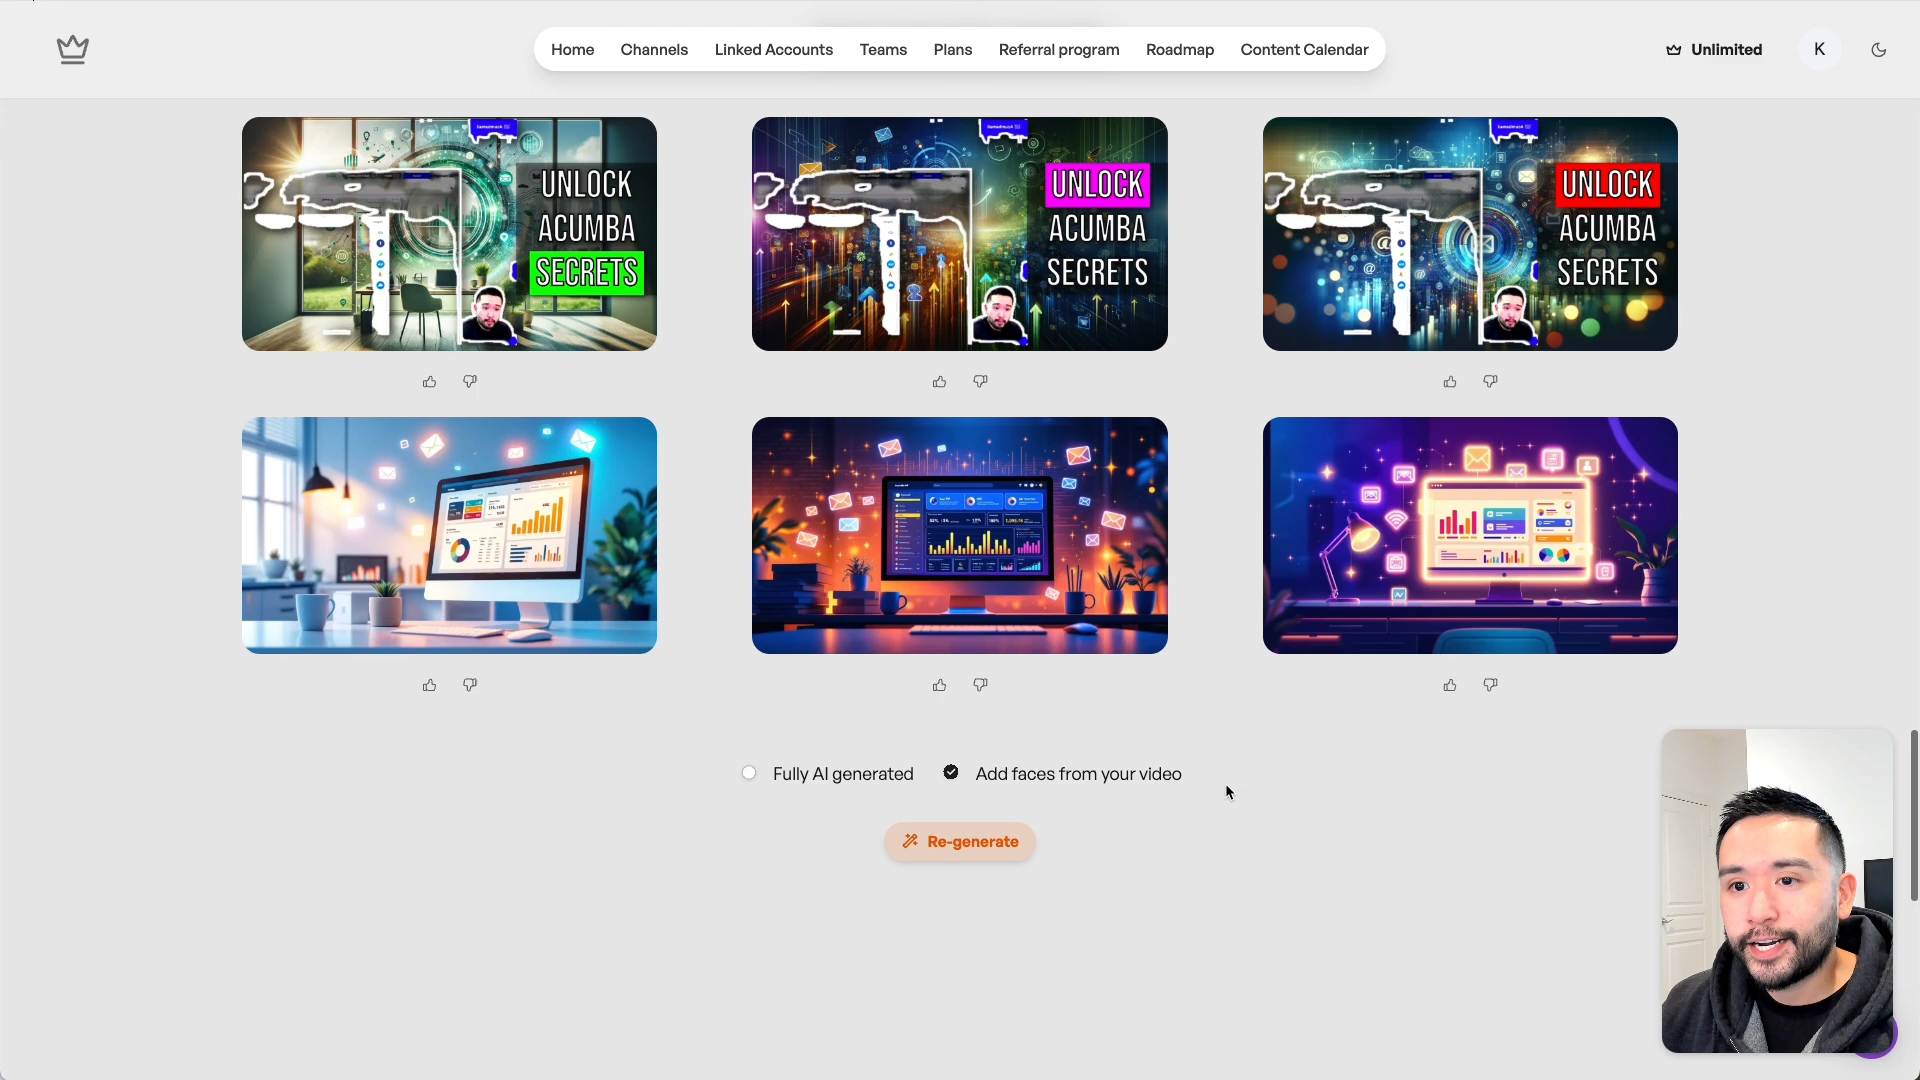 Home Channels Linked Accounts Teams Plans Referral program Roadmap Content Calendar
Unlimited
K
UNLOCK
ACUMBA
SECRETS
UNLOCK
ACUMBA
SECRETS
UNLOCK
ACUMBA
SECRETS
Fully AI generated
Add faces from your video
Re-generate